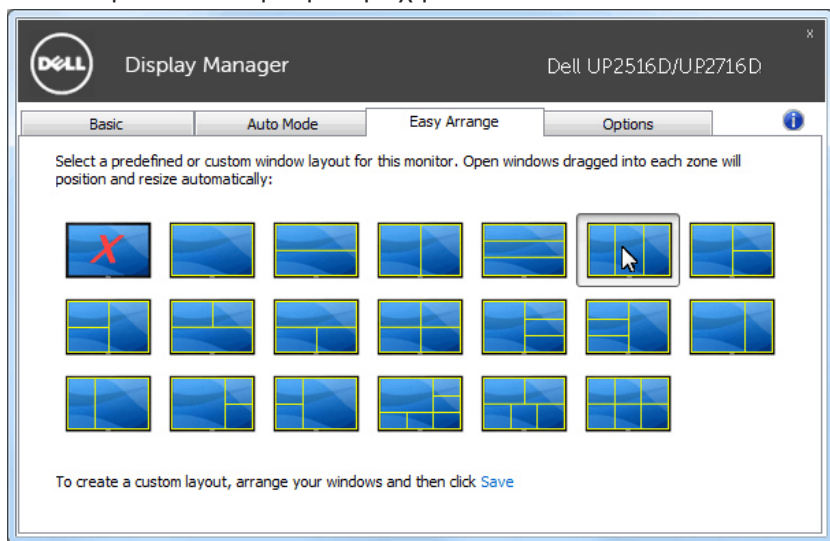 x
DELL Display Manager Dell UP2516D/UP2716D
Basic Auto Mode Easy Arrange Options i
Select a predefined or custom window layout for this monitor. Open windows dragged into each zone will
position and resize automatically:
X
To create a custom layout, arrange your windows and then click Save